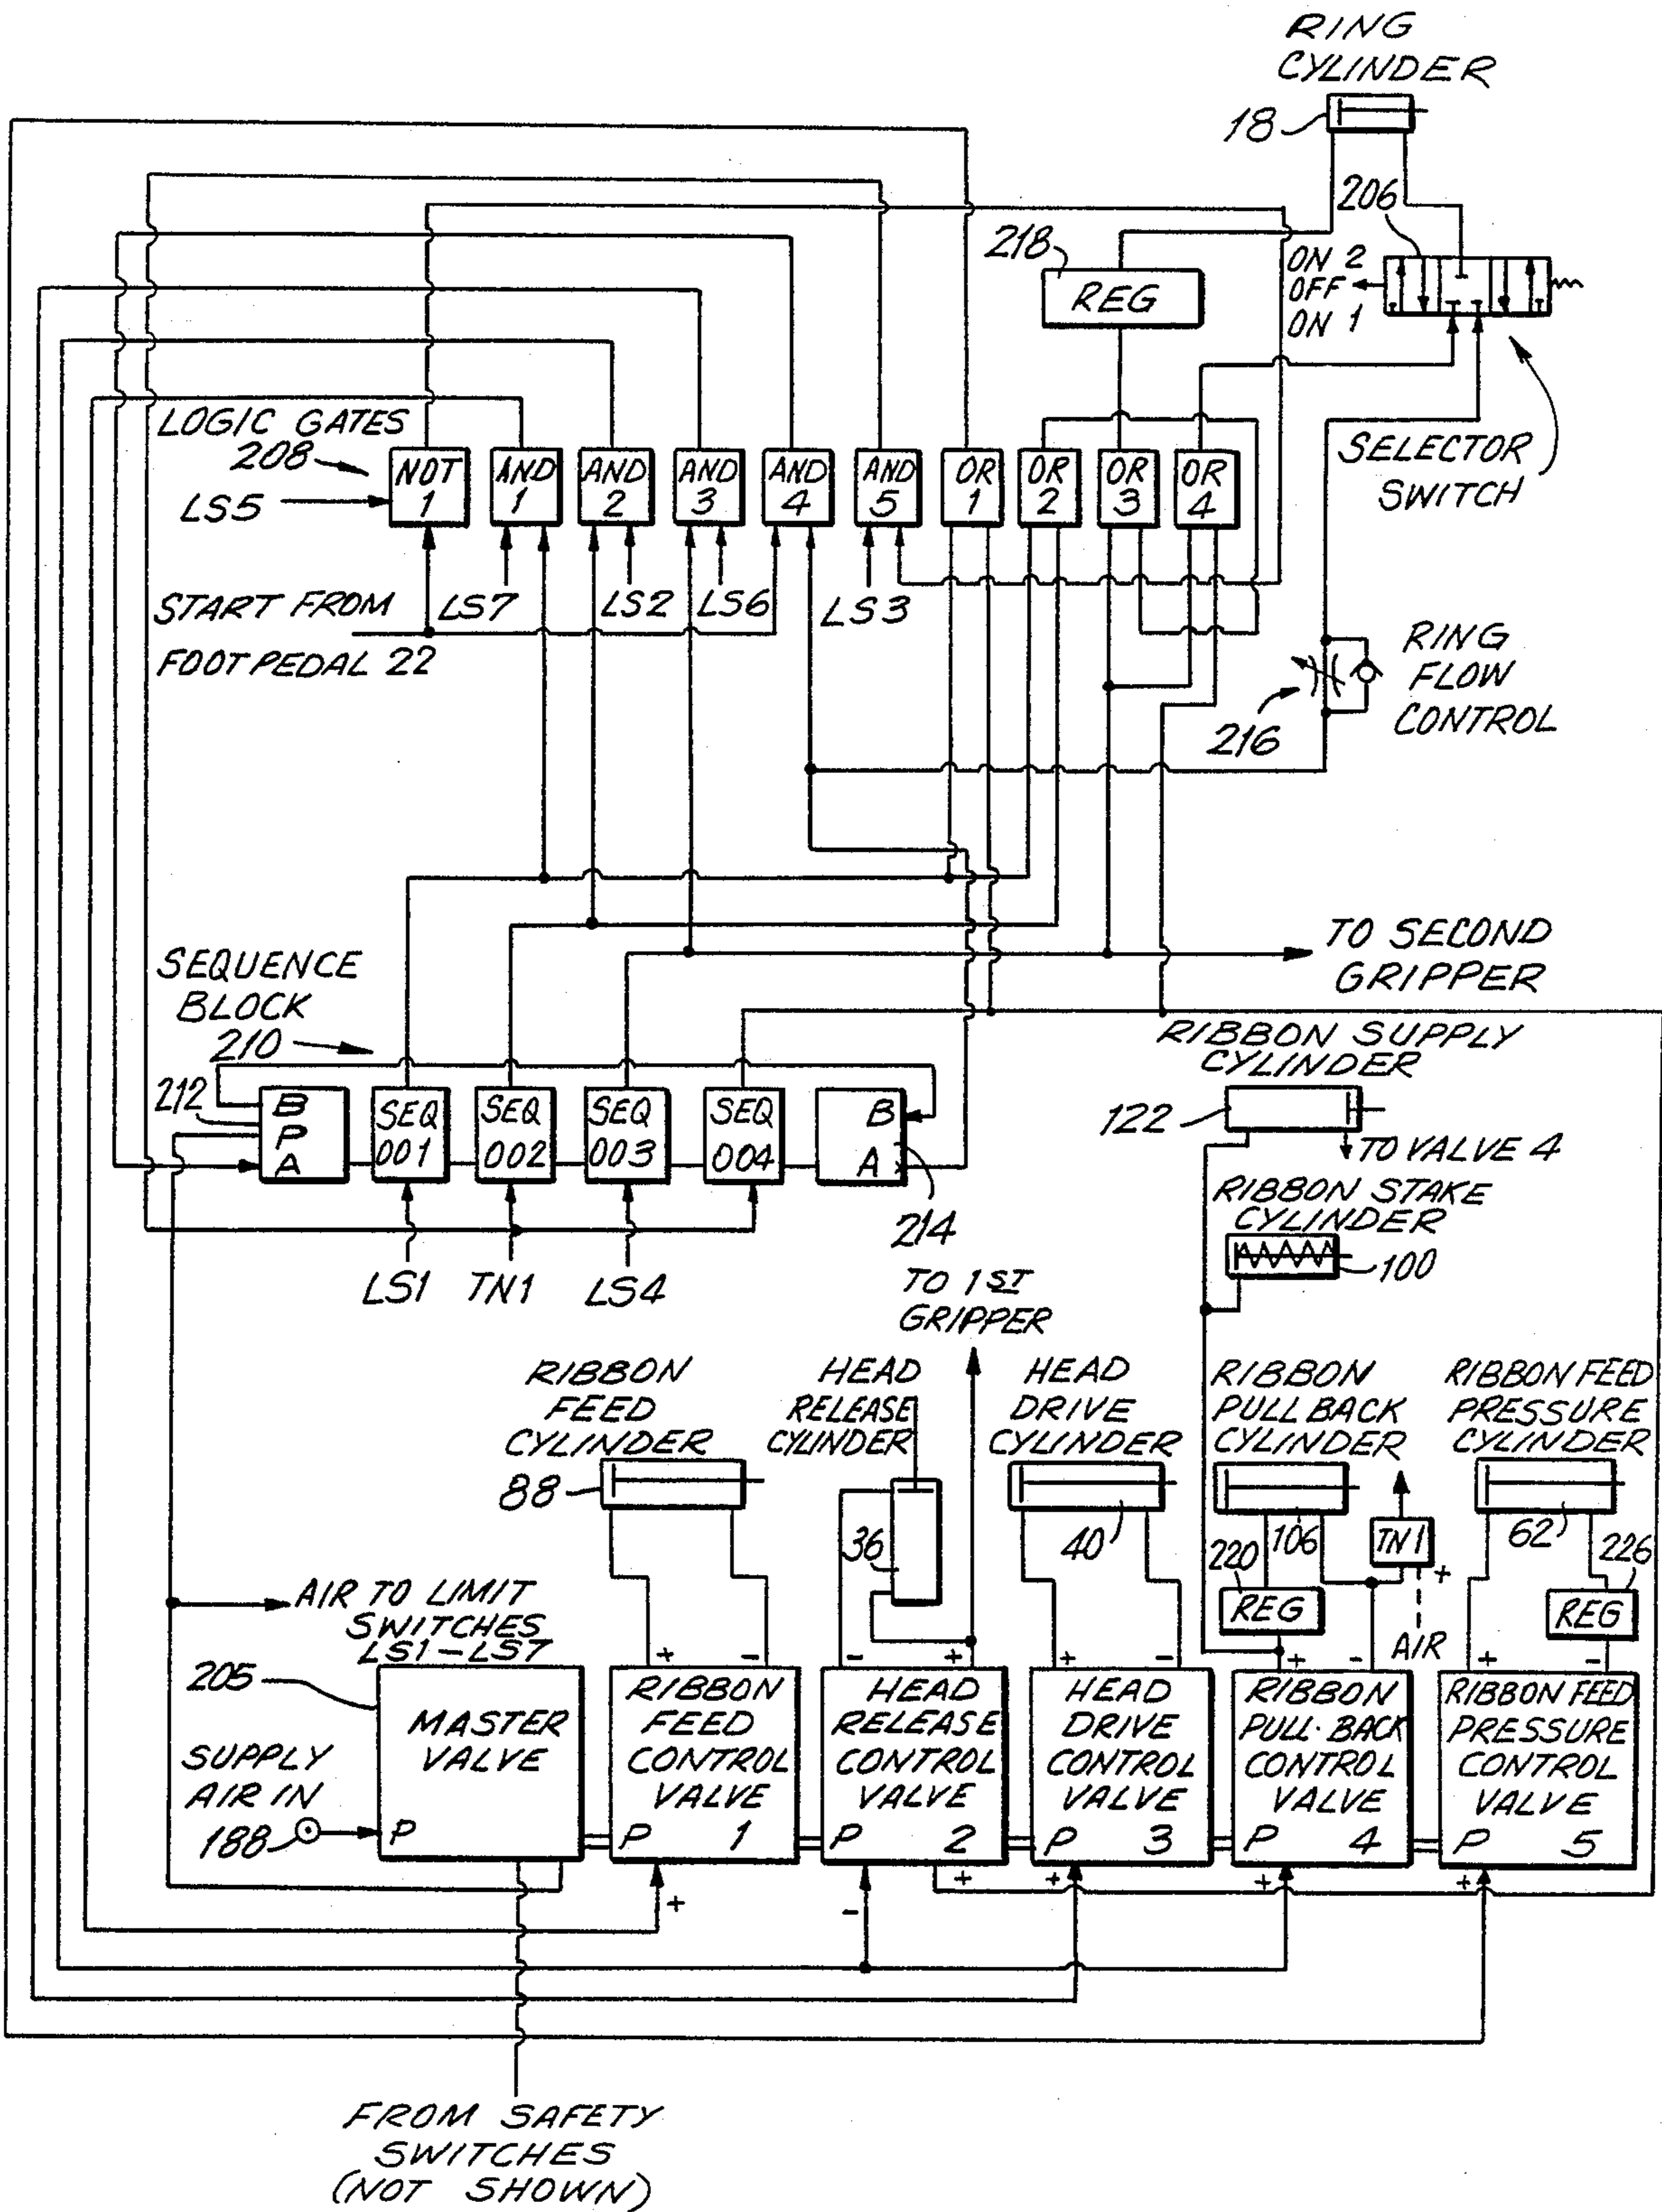 RING
CYLINDER
18
206
218
REG
ON 2
OFF
ON 1
SELECTOR
SWITCH
LOGIC GATES
208
LS5
NOT
1
AND
1
AND
2
AND
3
AND
4
AND
5
OR
1
OR
2
OR
3
OR
4
START FROM
FOOT PEDAL 22
LS7
LS2
LS6
LS3
RING
FLOW
CONTROL
216
TO SECOND
GRIPPER
SEQUENCE
BLOCK
210
212
B
P
A
SEQ
001
SEQ
002
SEQ
003
SEQ
004
B
A
214
LS1
TN1
LS4
RIBBON SUPPLY
CYLINDER
122
TO VALVE 4
RIBBON STAKE
CYLINDER
100
TO 1ST
GRIPPER
RIBBON
FEED
CYLINDER
88
HEAD
RELEASE
CYLINDER
36
HEAD
DRIVE
CYLINDER
40
RIBBON
PULL BACK
CYLINDER
106
220
REG
TN1
+
AIR
RIBBON FEED
PRESSURE
CYLINDER
62
226
REG
AIR TO LIMIT
SWITCHES
LS1-LS7
205
MASTER
VALVE
P
SUPPLY
AIR IN
188
+ -
RIBBON
FEED
CONTROL
VALVE
P 1
+
- +
HEAD
RELEASE
CONTROL
VALVE
P 2
- +
+ -
HEAD
DRIVE
CONTROL
VALVE
P 3
+
+ -
RIBBON
PULL-BACK
CONTROL
VALVE
P 4
+
+ -
RIBBON FEED
PRESSURE
CONTROL
VALVE
P 5
+
FROM SAFETY
SWITCHES
(NOT SHOWN)